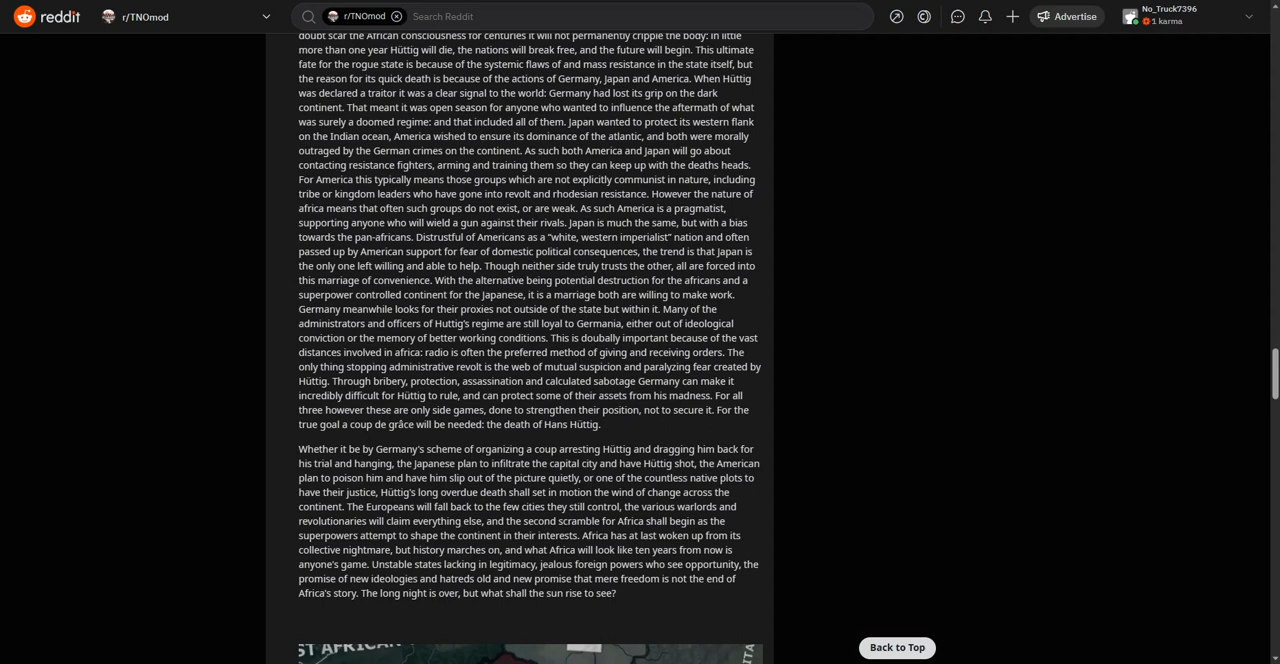 reddit
r/TNOmod
r/TNOmod
Search Reddit
Advertise
No_Truck7396
1 karma
doubt scar the African consciousness for centuries it will not permanently cripple the body: in little
more than one year Hüttig will die, the nations will break free, and the future will begin. This ultimate
fate for the rogue state is because of the systemic flaws of and mass resistance in the state itself, but
the reason for its quick death is because of the actions of Germany, Japan and America. When Hüttig
was declared a traitor it was a clear signal to the world: Germany had lost its grip on the dark
continent. That meant it was open season for anyone who wanted to influence the aftermath of what
was surely a doomed regime: and that included all of them. Japan wanted to protect its western flank
on the Indian ocean, America wished to ensure its dominance of the atlantic, and both were morally
outraged by the German crimes on the continent. As such both America and Japan will go about
contacting resistance fighters, arming and training them so they can keep up with the deaths heads.
For America this typically means those groups which are not explicitly communist in nature, including
tribe or kingdom leaders who have gone into revolt and rhodesian resistance. However the nature of
africa means that often such groups do not exist, or are weak. As such America is a pragmatist,
supporting anyone who will wield a gun against their rivals. Japan is much the same, but with a bias
towards the pan-africans. Distrustful of Americans as a “white, western imperialist” nation and often
passed up by American support for fear of domestic political consequences, the trend is that Japan is
the only one left willing and able to help. Though neither side truly trusts the other, all are forced into
this marriage of convenience. With the alternative being potential destruction for the africans and a
superpower controlled continent for the Japanese, it is a marriage both are willing to make work.
Germany meanwhile looks for their proxies not outside of the state but within it. Many of the
administrators and officers of Huttig's regime are still loyal to Germania, either out of ideological
conviction or the memory of better working conditions. This is doubally important because of the vast
distances involved in africa: radio is often the preferred method of giving and receiving orders. The
only thing stopping administrative revolt is the web of mutual suspicion and paralyzing fear created by
Hüttig. Through bribery, protection, assassination and calculated sabotage Germany can make it
incredibly difficult for Hüttig to rule, and can protect some of their assets from his madness. For all
three however these are only side games, done to strengthen their position, not to secure it. For the
true goal a coup de grâce will be needed: the death of Hans Hüttig.
Whether it be by Germany's scheme of organizing a coup arresting Hüttig and dragging him back for
his trial and hanging, the Japanese plan to infiltrate the capital city and have Hüttig shot, the American
plan to poison him and have him slip out of the picture quietly, or one of the countless native plots to
have their justice, Hüttig's long overdue death shall set in motion the wind of change across the
continent. The Europeans will fall back to the few cities they still control, the various warlords and
revolutionaries will claim everything else, and the second scramble for Africa shall begin as the
superpowers attempt to shape the continent in their interests. Africa has at last woken up from its
collective nightmare, but history marches on, and what Africa will look like ten years from now is
anyone's game. Unstable states lacking in legitimacy, jealous foreign powers who see opportunity, the
promise of new ideologies and hatreds old and new promise that mere freedom is not the end of
Africa's story. The long night is over, but what shall the sun rise to see?
ST AFRICAN
ITA
Back to Top